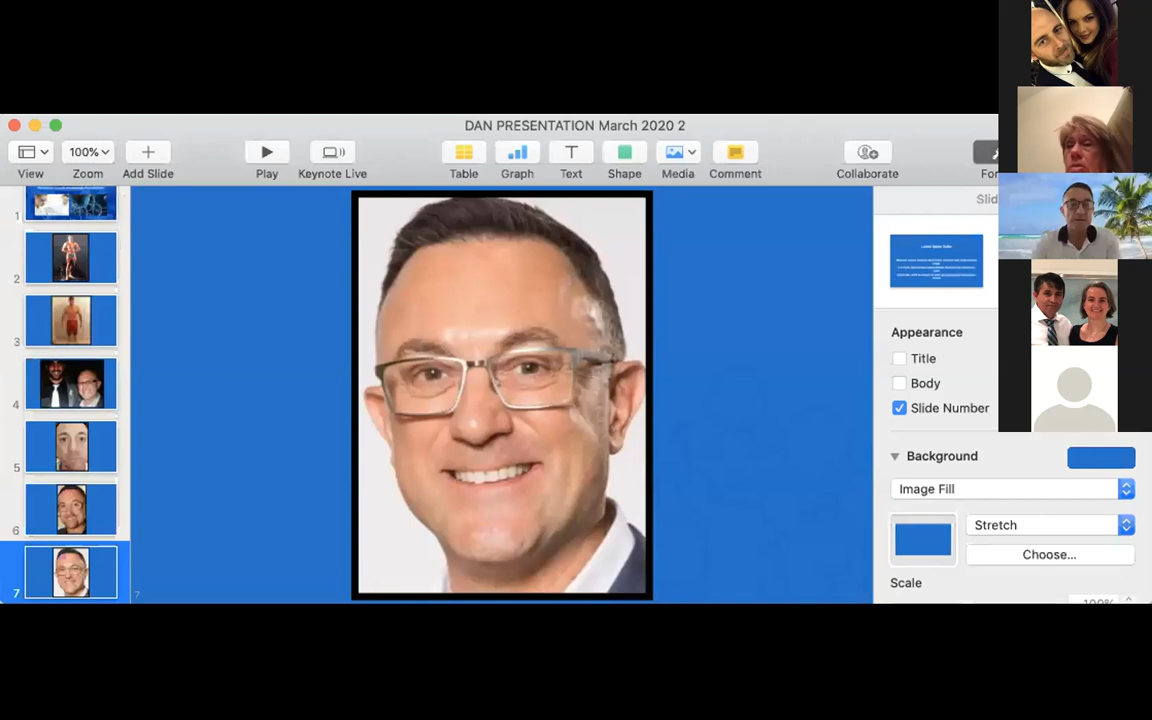 DAN PRESENTATION March 2020 2
100%
View
Zoom
Add Slide
Play
Keynote Live
Table
Graph
Text
Shape
Media
Comment
Collaborate
1
2
3
4
5
6
7
7
Appearance
Title
Body
Slide Number
Background
Image Fill
Stretch
Choose...
Scale